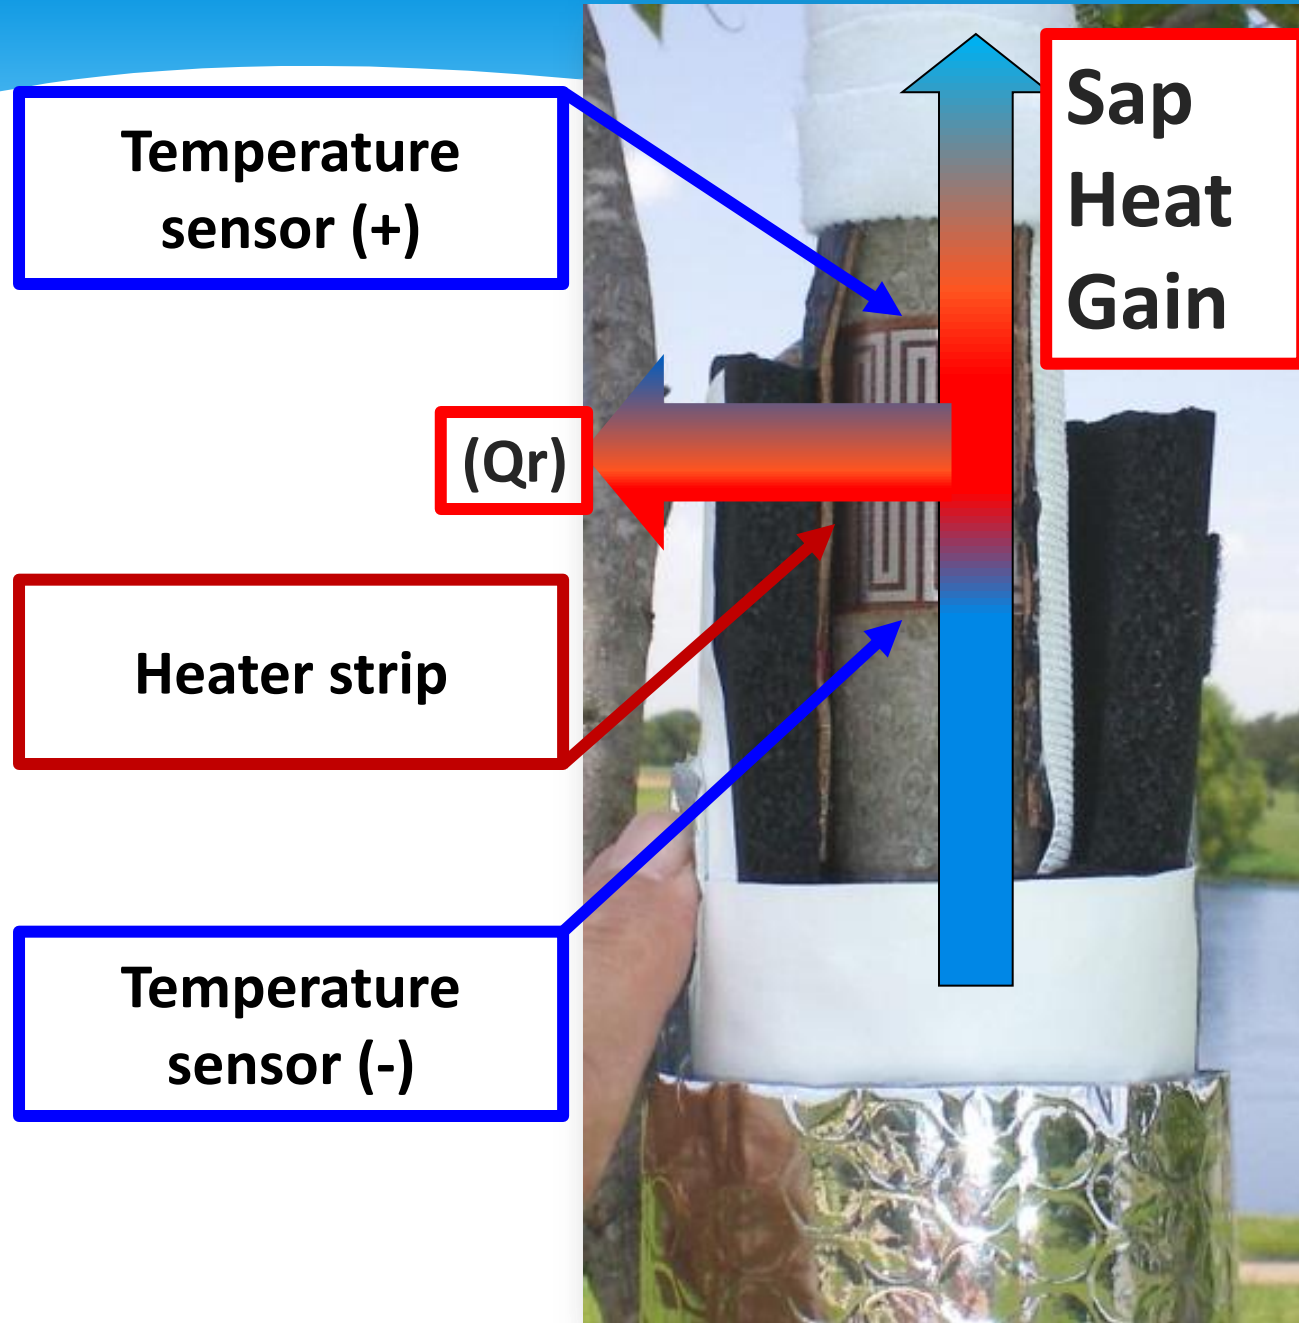 Temperature
sensor (+)
Sap
Heat
Gain
(Qr)
Heater strip
Temperature
sensor (-)